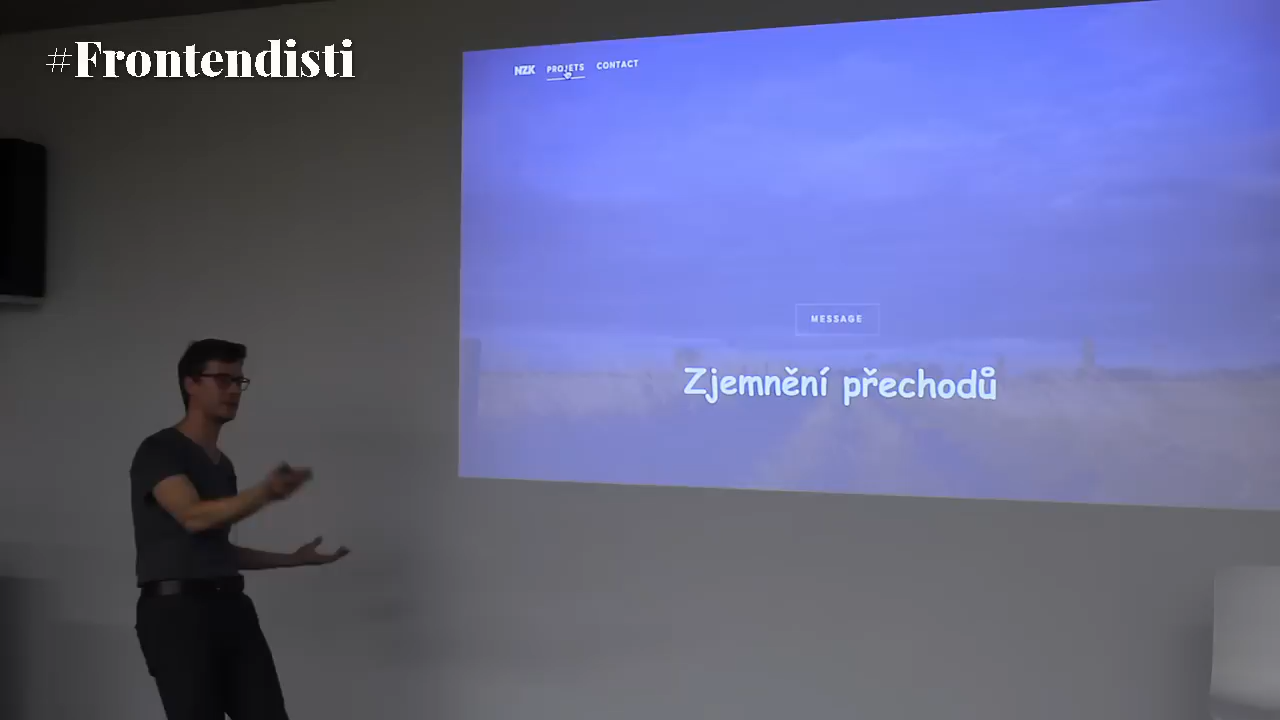 #Frontendisti
NZK PROJETS CONTACT
MESSAGE
Zjemnění přechodů